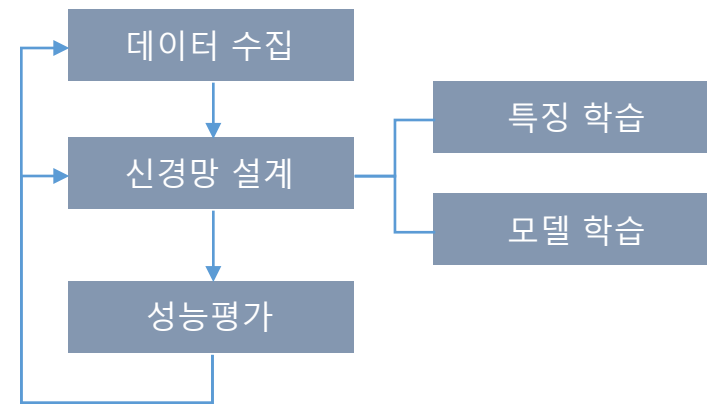 데이터 수집
신경망 설계
특징 학습
모델 학습
성능평가